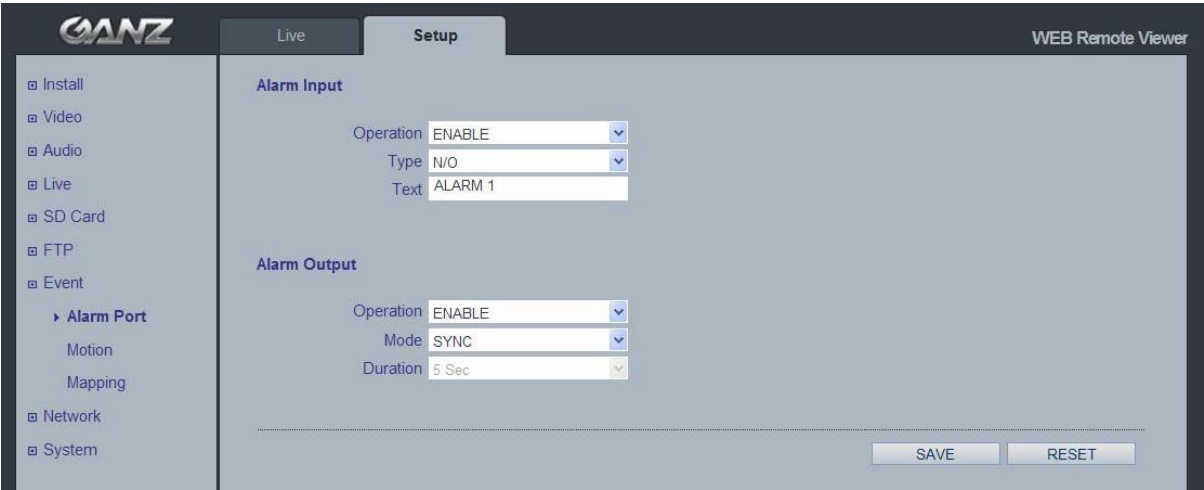 GANZ
Live
Setup
WEB Remote Viewer
Install
Video
Audio
Live
SD Card
FTP
Event
Alarm Port
Motion
Mapping
Network
System
Alarm Input
Operation ENABLE
Type N/O
Text ALARM 1
Alarm Output
Operation ENABLE
Mode SYNC
Duration 5 Sec
SAVE
RESET